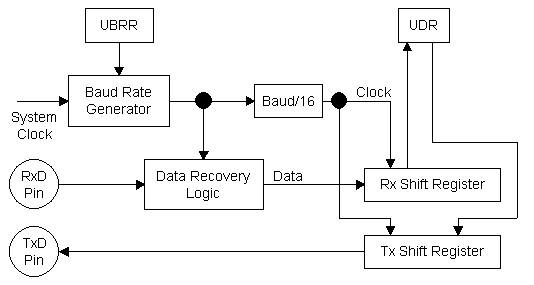 UBRR
UDR
Baud Rate
Generator
Baud/16
Clock
System
Clock
RxD
Pin
Data Recovery
Logic
Data
Rx Shift Register
TxD
Pin
Tx Shift Register